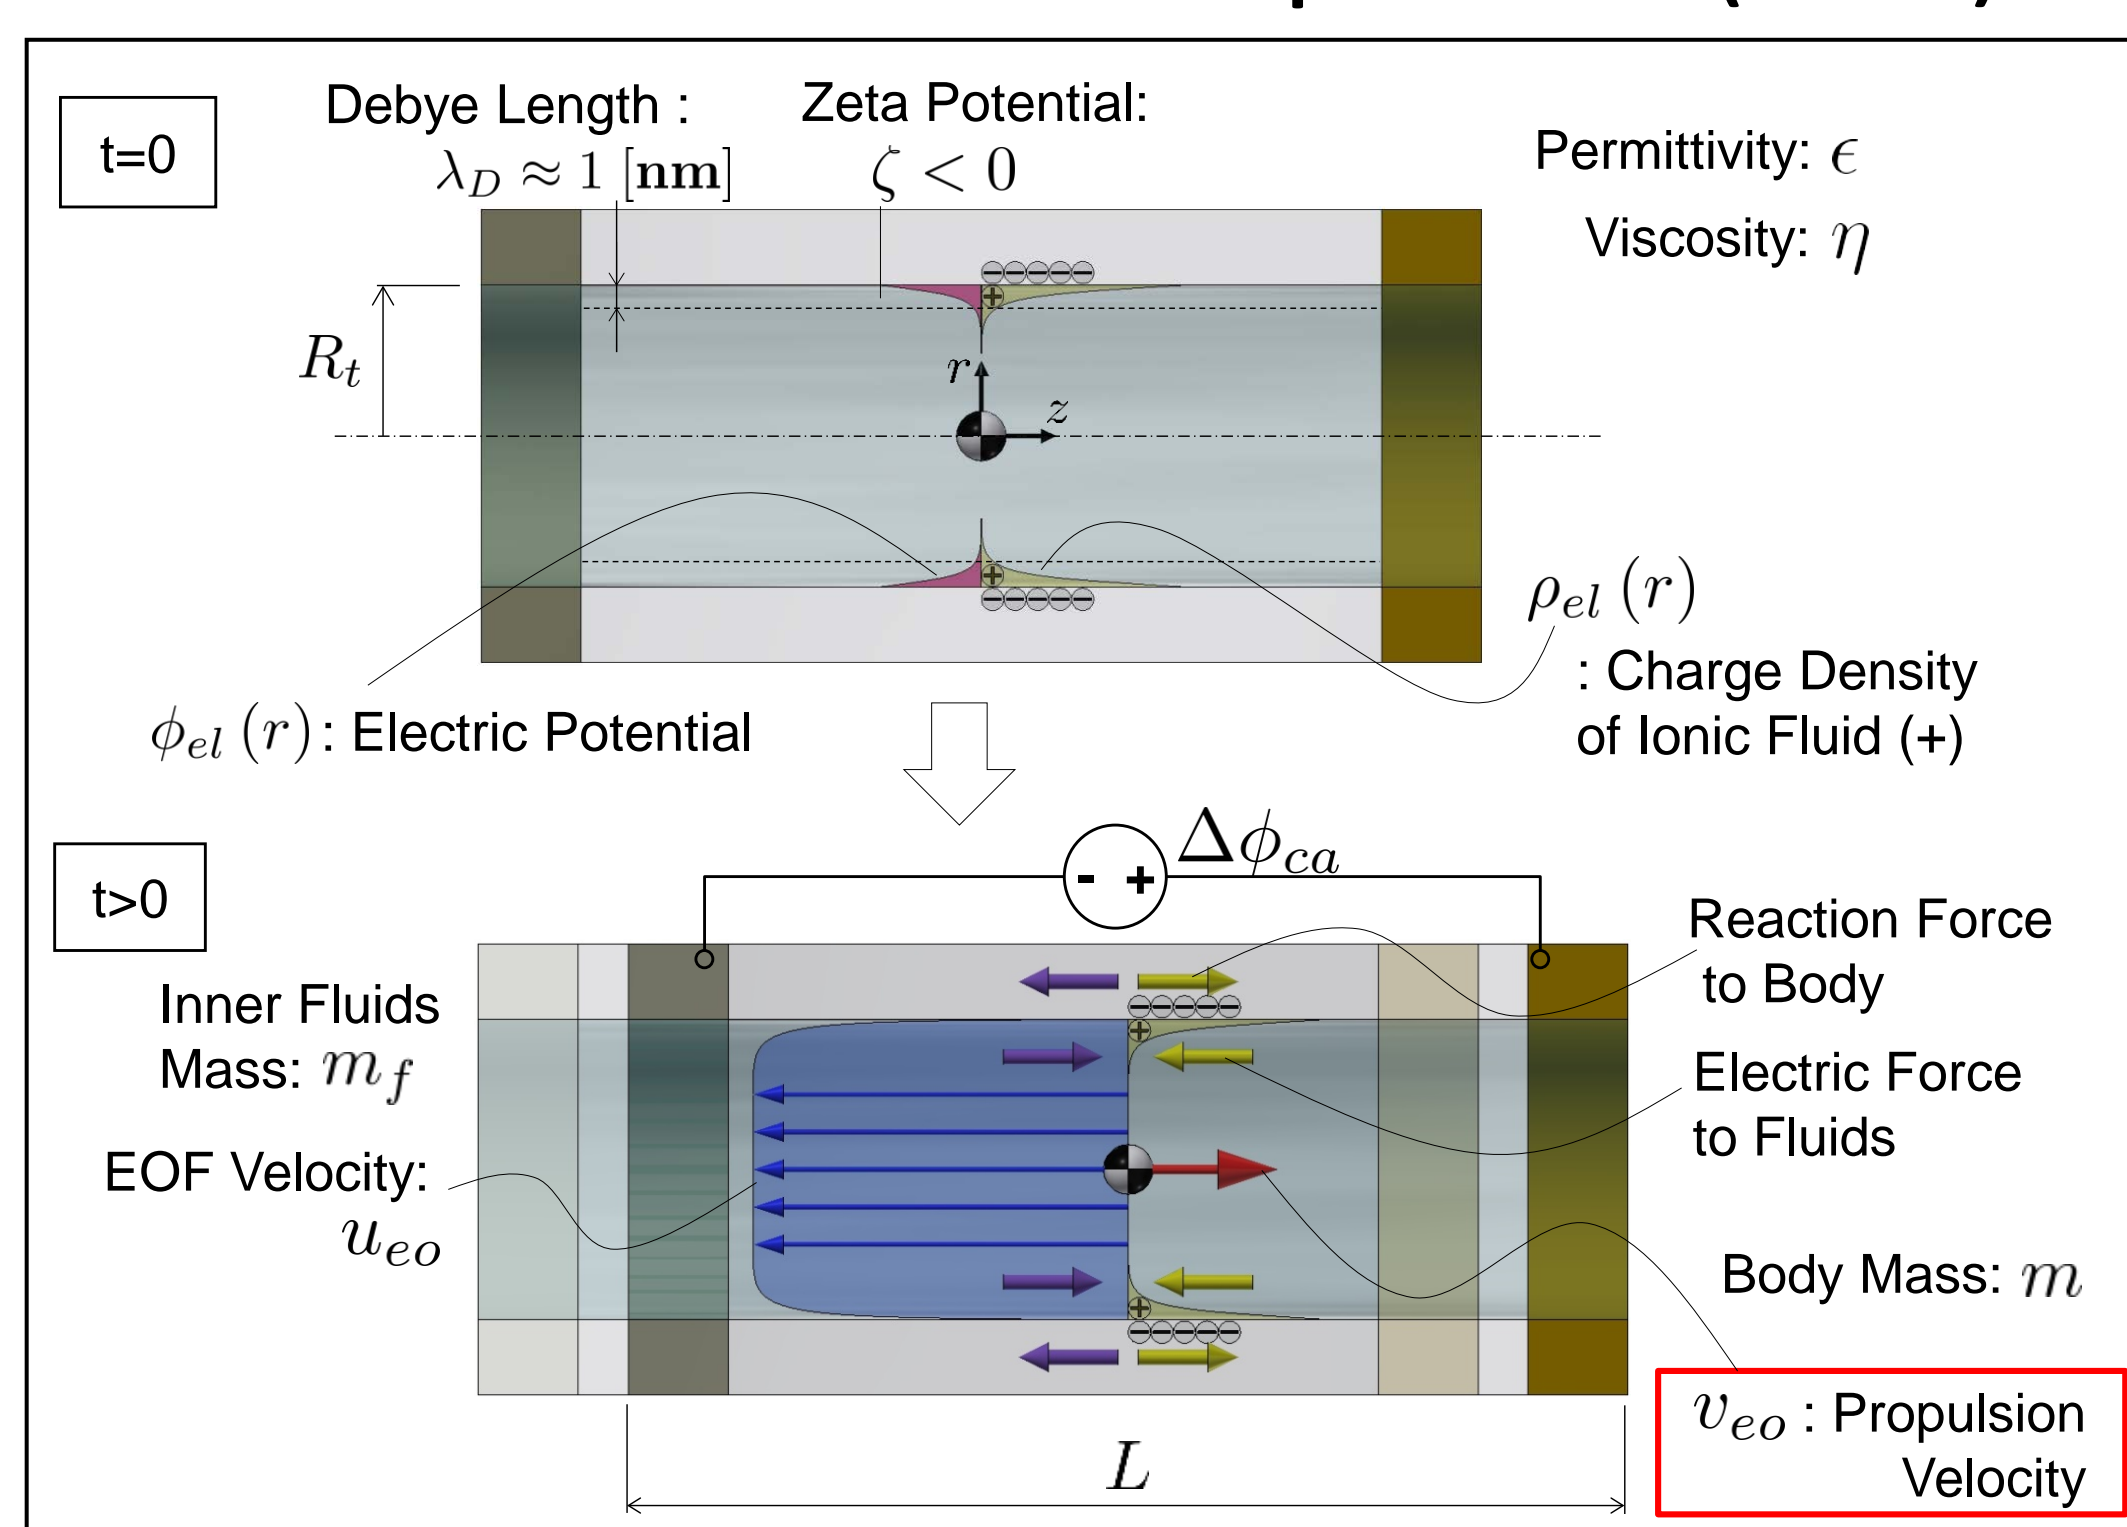 t=0
Debye Length :
λ_D ≈ 1 [nm]
Zeta Potential:
ζ < 0
Permittivity: ϵ
Viscosity: η
R_t
r
z
ϕ_el (r) : Electric Potential
ρ_el (r)
: Charge Density
of Ionic Fluid (+)
t>0
- +
Δϕ_ca
Inner Fluids
Mass: m_f
EOF Velocity:
u_eo
Reaction Force
to Body
Electric Force
to Fluids
Body Mass: m
v_eo : Propulsion
Velocity
L